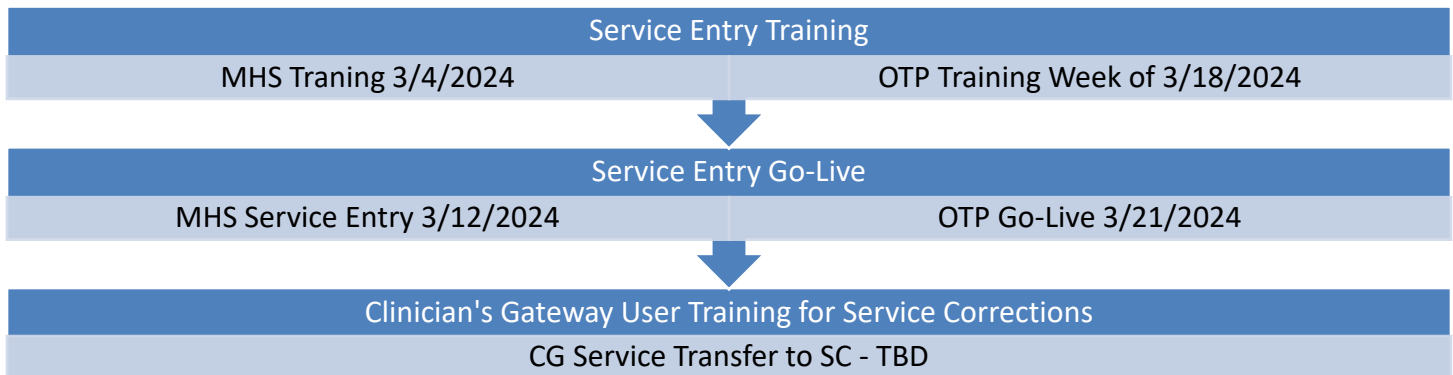 Service Entry Training
MHS Traning 3/4/2024
OTP Training Week of 3/18/2024
Service Entry Go-Live
MHS Service Entry 3/12/2024
OTP Go-Live 3/21/2024
Clinician's Gateway User Training for Service Corrections
CG Service Transfer to SC - TBD